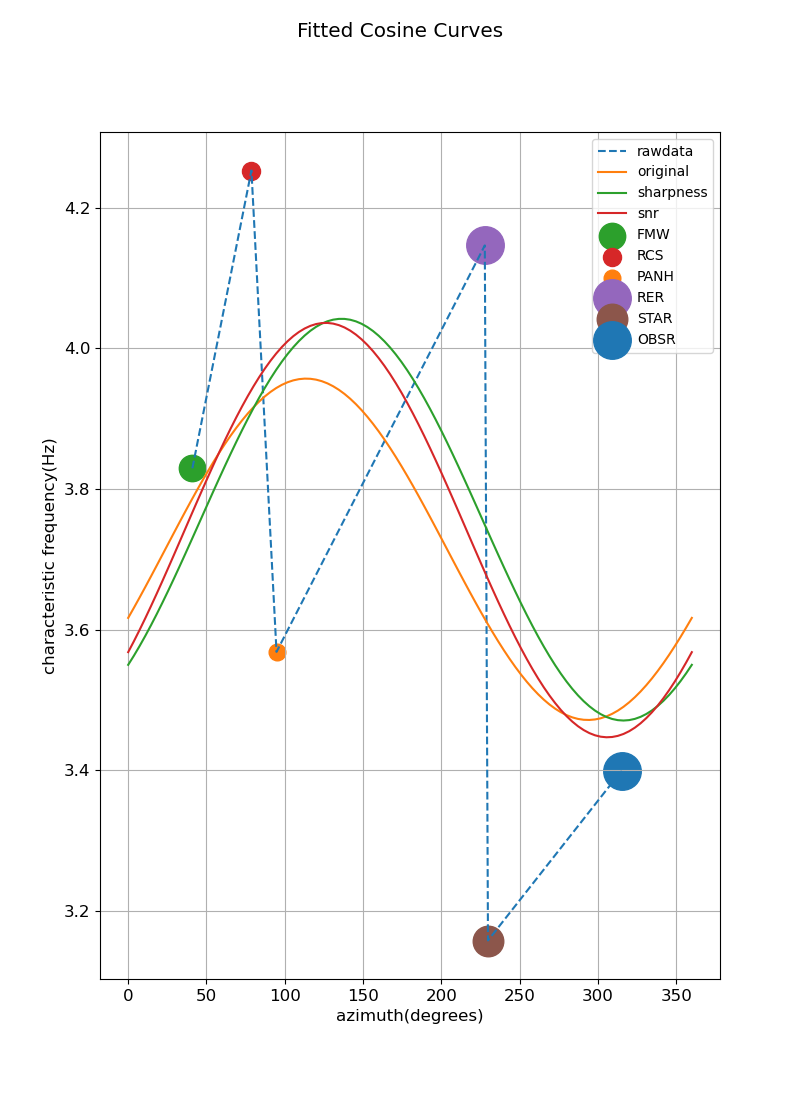 Fitted Cosine Curves
rawdata
original
sharpness
snr
FMW
RCS
PANH
RER
STAR
OBSR
characteristic frequency(Hz)
4.2
4.0
3.8
3.6
3.4
3.2
0 50 100 150 200 250 300 350
azimuth(degrees)